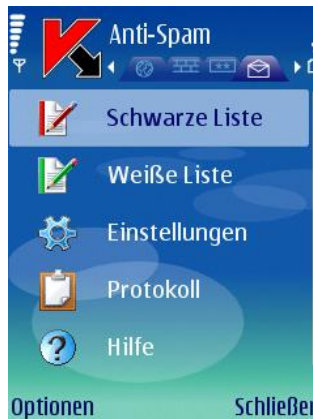 Anti-Spam
Schwarze Liste
Weiße Liste
Einstellungen
Protokoll
Hilfe
Optionen
Schließen